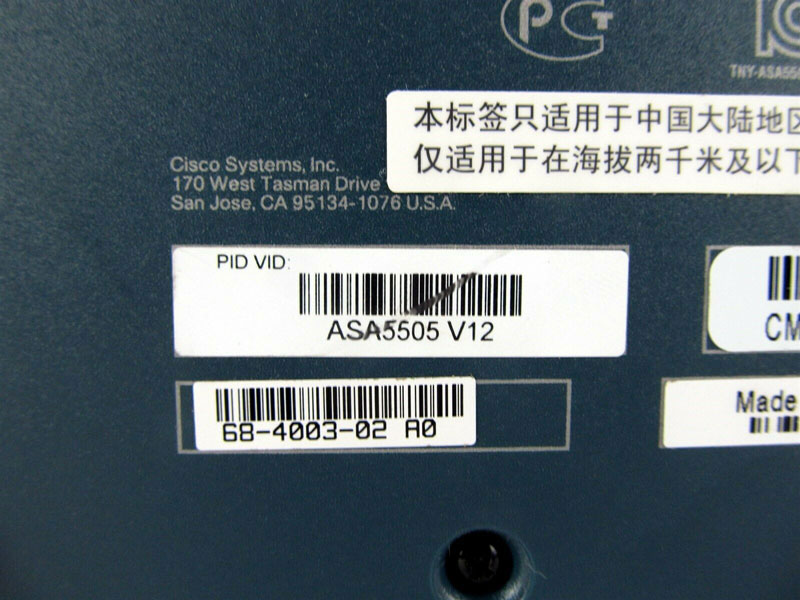 TNY-ASA550
本标签只适用于中国大陆地区
仅适用于在海拔两千米及以下
Cisco Systems, Inc.
170 West Tasman Drive
San Jose, CA 95134-1076 U.S.A.
PID VID:
ASA5505 V12
CM
68-4003-02 A0
Made